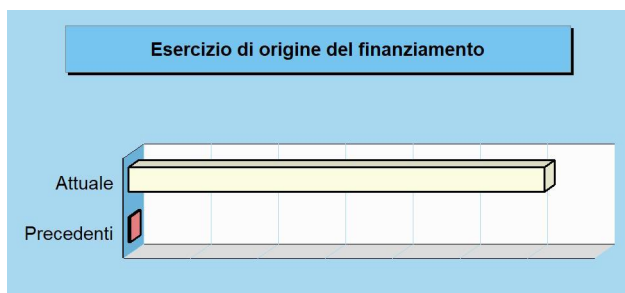 Esercizio di origine del finanziamento
Attuale
Precedenti